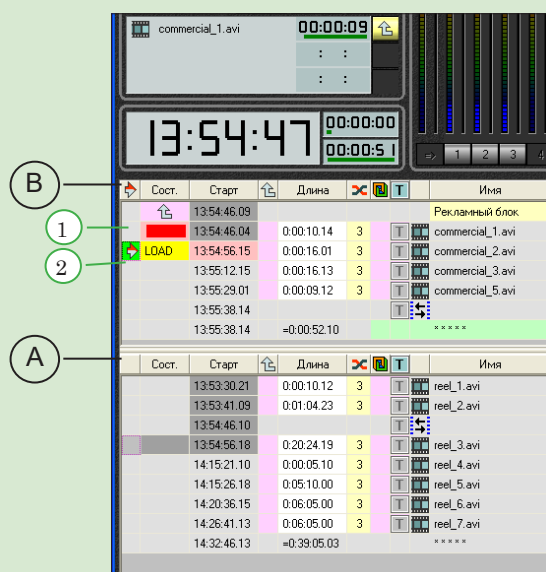 commercial_1.avi 00:00:09
: :
: :
13:54:47 00:00:00
00:00:51
1 2 3 4
B
Сост. Старт Длина T Имя
13:54:46.09 Рекламный блок
1 13:54:46.04 0:00:10.14 3 T commercial_1.avi
LOAD 13:54:56.15 0:00:16.01 3 T commercial_2.avi
2 13:55:12.15 0:00:16.13 3 T commercial_3.avi
13:55:29.01 0:00:09.12 3 T commercial_5.avi
13:55:38.14 T
13:55:38.14 =0:00:52.10 * * * * *
A
Сост. Старт Длина T Имя
13:53:30.21 0:00:10.12 3 T reel_1.avi
13:53:41.09 0:01:04.23 3 T reel_2.avi
13:54:46.10 T
13:54:56.18 0:20:24.19 3 T reel_3.avi
14:15:21.10 0:00:05.10 3 T reel_4.avi
14:15:26.18 0:05:10.00 3 T reel_5.avi
14:20:36.15 0:06:05.00 3 T reel_6.avi
14:26:41.13 0:06:05.00 3 T reel_7.avi
14:32:46.13 =0:39:05.03 * * * * *